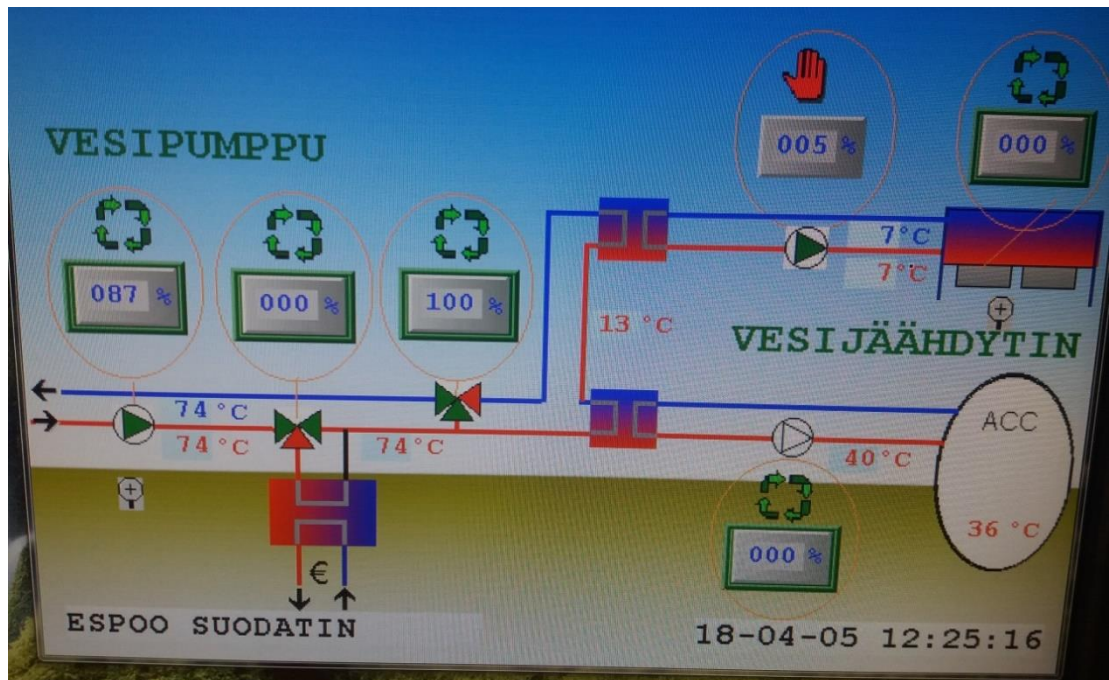 005 %
000 %
VESIPUMPPU
087 %
000 %
100 %
7°C
7°C
13 °C
VESIJÄÄHDYTIN
74°C
74°C
74°C
ACC
40°C
36 °C
000 %
€
ESPOO SUODATIN
18-04-05 12:25:16